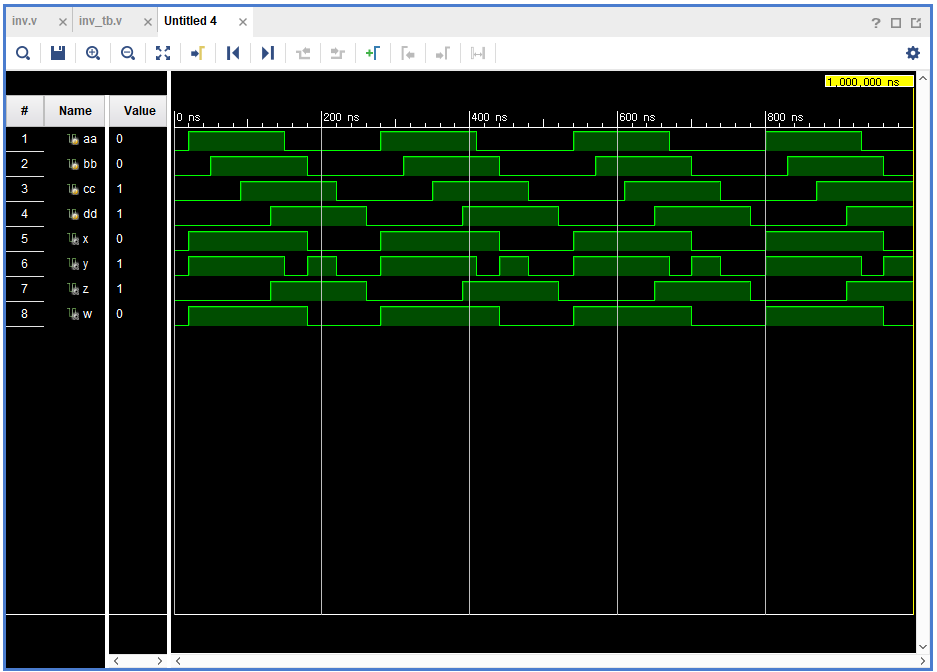 inv.v × inv_tb.v × Untitled 4 ×
?
1,000,000 ns
# Name Value
0 ns 200 ns 400 ns 600 ns 800 ns
1 aa 0
2 bb 0
3 cc 1
4 dd 1
5 x 0
6 y 1
7 z 1
8 w 0